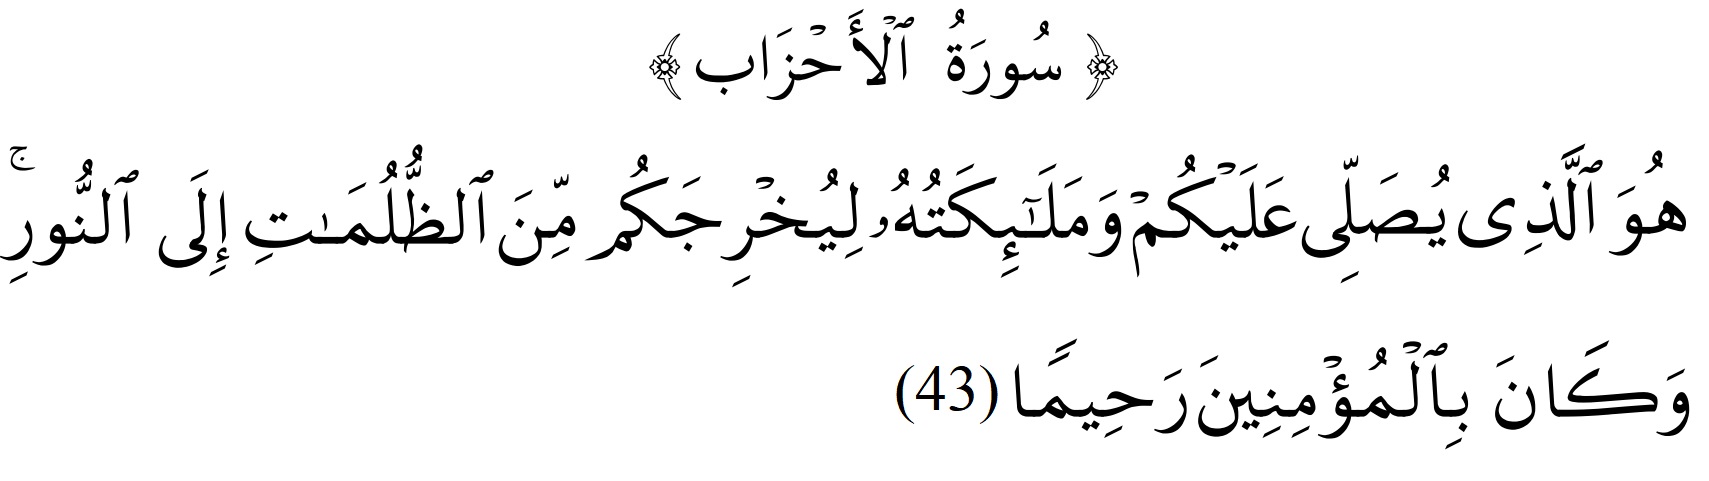 ﴿ سُورَةُ ٱلْأَحْزَاب ﴾
هُوَ ٱلَّذِى يُصَلِّى عَلَيْكُمْ وَمَلَـٰٓئِكَتُهُۥ لِيُخْرِجَكُم مِّنَ ٱلظُّلُمَـٰتِ إِلَى ٱلنُّورِ ۚ
وَكَانَ بِٱلْمُؤْمِنِينَ رَحِيمًا (43)